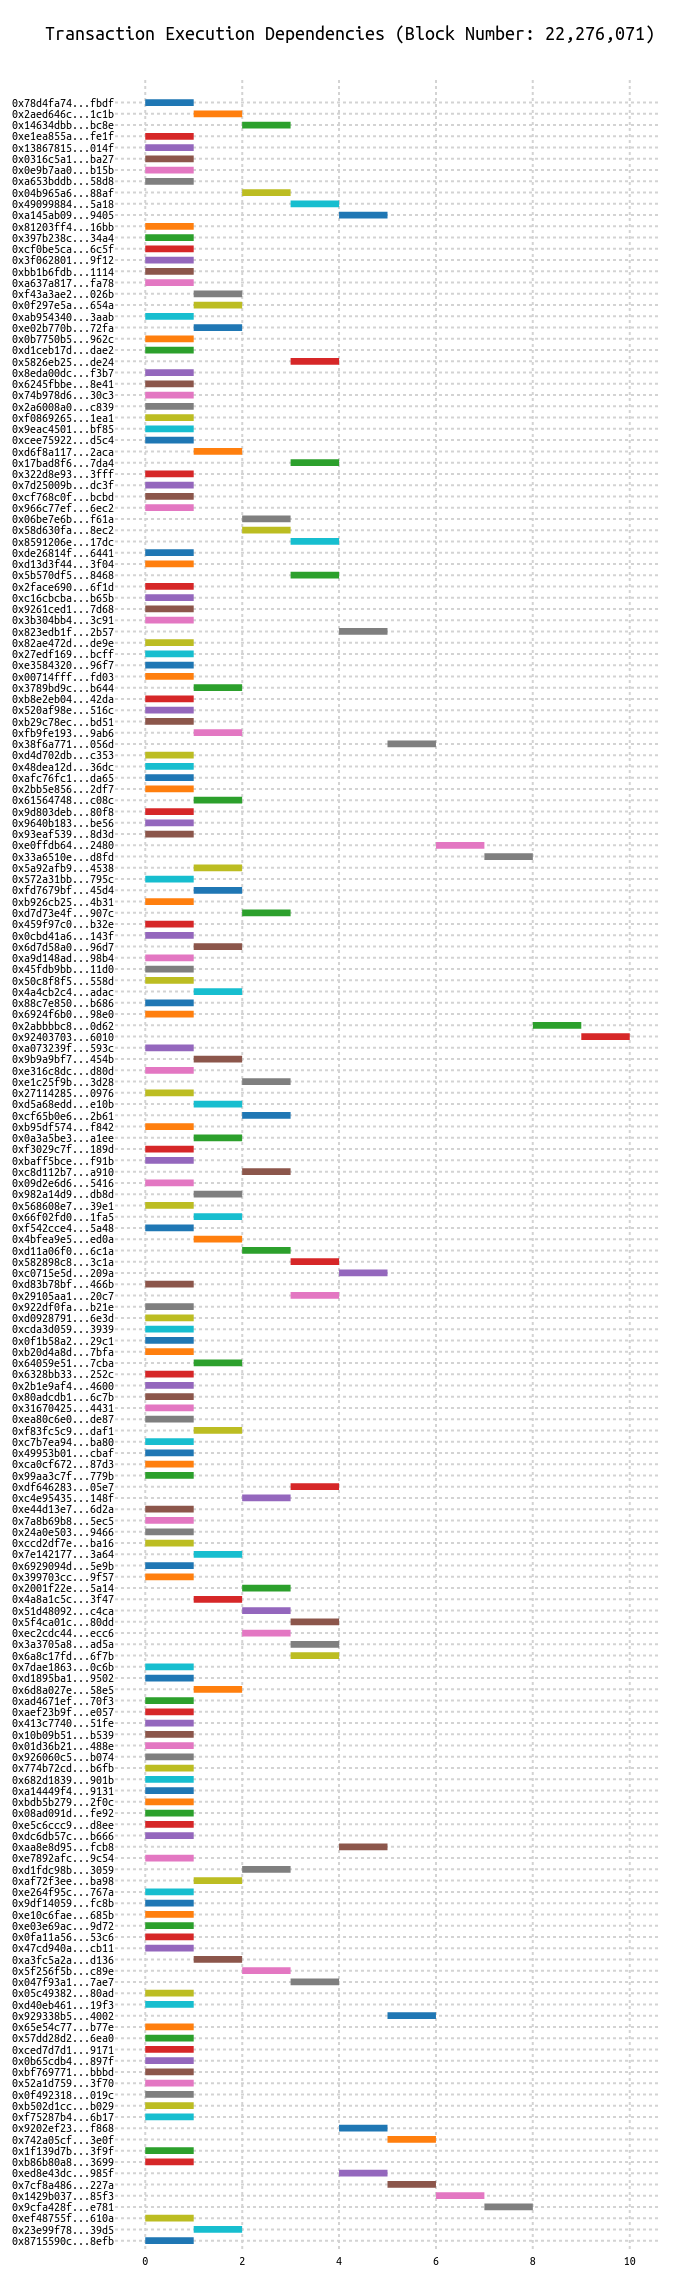 Transaction Execution Dependencies (Block Number: 22,276,071)
0x78d4fa74...fbdf
0x2aed646c...1c1b
0x14634dbb...bc8e
0xe1ea855a...fe1f
0x13867815...014f
0x0316c5a1...ba27
0x0e9b7aa0...b15b
0xa653bddb...58d8
0x04b965a6...88af
0x49099884...5a18
0xa145ab09...9405
0x81203ff4...16bb
0x397b238c...34a4
0xcf0be5ca...6c5f
0x3f062801...9f12
0xbb1b6fdb...1114
0xa637a817...fa78
0xf43a3ae2...026b
0x0f297e5a...654a
0xab954340...3aab
0xe02b770b...72fa
0x0b7750b5...962c
0xd1ceb17d...dae2
0x5826eb25...de24
0x8eda00dc...f3b7
0x6245fbbe...8e41
0x74b978d6...30c3
0x2a6008a0...c839
0xf0869265...1ea1
0x9eac4501...bf85
0xcee75922...d5c4
0xd6f8a117...2aca
0x17bad8f6...7da4
0x322d8e93...3fff
0x7d25009b...dc3f
0xcf768c0f...bcbd
0x966c77ef...6ec2
0x06be7e6b...f61a
0x58d630fa...8ec2
0x8591206e...17dc
0xde26814f...6441
0xd13d3f44...3f04
0x5b570df5...8468
0x2face690...6f1d
0xc16cbcba...b65b
0x9261ced1...7d68
0x3b304bb4...3c91
0x823edb1f...2b57
0x82ae472d...de9e
0x27edf169...bcff
0xe3584320...96f7
0x00714fff...fd03
0x3789bd9c...b644
0xb8e2eb04...42da
0x520af98e...516c
0xb29c78ec...bd51
0xfb9fe193...9ab6
0x38f6a771...056d
0xd4d702db...c353
0x48dea12d...36dc
0xafc76fc1...da65
0x2bb5e856...2df7
0x61564748...c08c
0x9d803deb...80f8
0x9640b183...be56
0x93eaf539...8d3d
0xe0ffdb64...2480
0x33a6510e...d8fd
0x5a92afb9...4538
0x572a31bb...795c
0xfd7679bf...45d4
0xb926cb25...4b31
0xd7d73e4f...907c
0x459f97c0...b32e
0x0cbd41a6...143f
0x6d7d58a0...96d7
0xa9d148ad...98b4
0x45fdb9bb...11d0
0x50c8f8f5...558d
0x4a4cb2c4...adac
0x88c7e850...b686
0x6924f6b0...98e0
0x2abbbbc8...0d62
0x92403703...6010
0xa073239f...593c
0x9b9a9bf7...454b
0xe316c8dc...d80d
0xe1c25f9b...3d28
0x27114285...0976
0xd5a68edd...e10b
0xcf65b0e6...2b61
0xb95df574...f842
0x0a3a5be3...a1ee
0xf3029c7f...189d
0xbaff5bce...f91b
0xc8d112b7...a910
0x09d2e6d6...5416
0x982a14d9...db8d
0x568608e7...39e1
0x66f02fd0...1fa5
0xf542cce4...5a48
0x4bfea9e5...ed0a
0xd11a06f0...6c1a
0x582898c8...3c1a
0xc0715e5d...209a
0xd83b78bf...466b
0x29105aa1...20c7
0x922df0fa...b21e
0xd0928791...6e3d
0xcda3d059...3939
0x0f1b58a2...29c1
0xb20d4a8d...7bfa
0x64059e51...7cba
0x6328bb33...252c
0x2b1e9af4...4600
0x80adcdb1...6c7b
0x31670425...4431
0xea80c6e0...de87
0xf83fc5c9...daf1
0xc7b7ea94...ba80
0x49953b01...cbaf
0xca0cf672...87d3
0x99aa3c7f...779b
0xdf646283...05e7
0xc4e95435...148f
0xe44d13e7...6d2a
0x7a8b69b8...5ec5
0x24a0e503...9466
0xccd2df7e...ba16
0x7e142177...3a64
0x6929094d...5e9b
0x399703cc...9f57
0x2001f22e...5a14
0x4a8a1c5c...3f47
0x51d48092...c4ca
0x5f4ca01c...80dd
0xec2cdc44...ecc6
0x3a3705a8...ad5a
0x6a8c17fd...6f7b
0x7dae1863...0c6b
0xd1895ba1...9502
0x6d8a027e...58e5
0xad4671ef...70f3
0xaef23b9f...e057
0x413c7740...51fe
0x10b09b51...b539
0x01d36b21...488e
0x926060c5...b074
0x774b72cd...b6fb
0x682d1839...901b
0xa14449f4...9131
0xbdb5b279...2f0c
0x08ad091d...fe92
0xe5c6ccc9...d8ee
0xdc6db57c...b666
0xaa8e8d95...fcb8
0xe7892afc...9c54
0xd1fdc98b...3059
0xaf72f3ee...ba98
0xe264f95c...767a
0x9df14059...fc8b
0xe10c6fae...685b
0xe03e69ac...9d72
0x0fa11a56...53c6
0x47cd940a...cb11
0xa3fc5a2a...d136
0x5f256f5b...c89e
0x047f93a1...7ae7
0x05c49382...80ad
0xd40eb461...19f3
0x929338b5...4002
0x65e54c77...b77e
0x57dd28d2...6ea0
0xced7d7d1...9171
0x0b65cdb4...897f
0xbf769771...bbbd
0x52a1d759...3f70
0x0f492318...019c
0xb502d1cc...b029
0xf75287b4...6b17
0x9202ef23...f868
0x742a05cf...3e0f
0x1f139d7b...3f9f
0xb86b80a8...3699
0xed8e43dc...985f
0x7cf8a486...227a
0x1429b037...85f3
0x9cfa428f...e781
0xef48755f...610a
0x23e99f78...39d5
0x8715590c...8efb
0 2 4 6 8 10